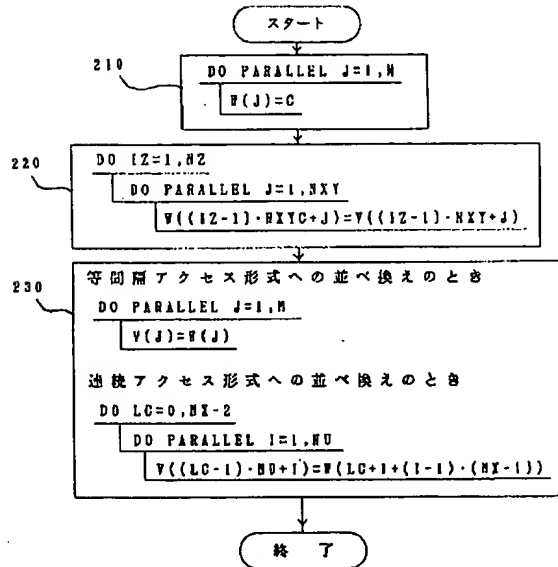 スタート
210
DO PARALLEL J=1,M
W(J)=C
220
DO IZ=1,NZ
DO PARALLEL J=1,NXY
W((IZ-1)·NXYC+J)=V((IZ-1)·NXY+J)
230
等間隔アクセス形式への並べ換えのとき
DO PARALLEL J=1,M
V(J)=W(J)
連続アクセス形式への並べ換えのとき
DO LC=0,NX-2
DO PARALLEL I=1,NU
V((LC-1)·NU+I)=W(LC+1+(I-1)·(NX-1))
終了